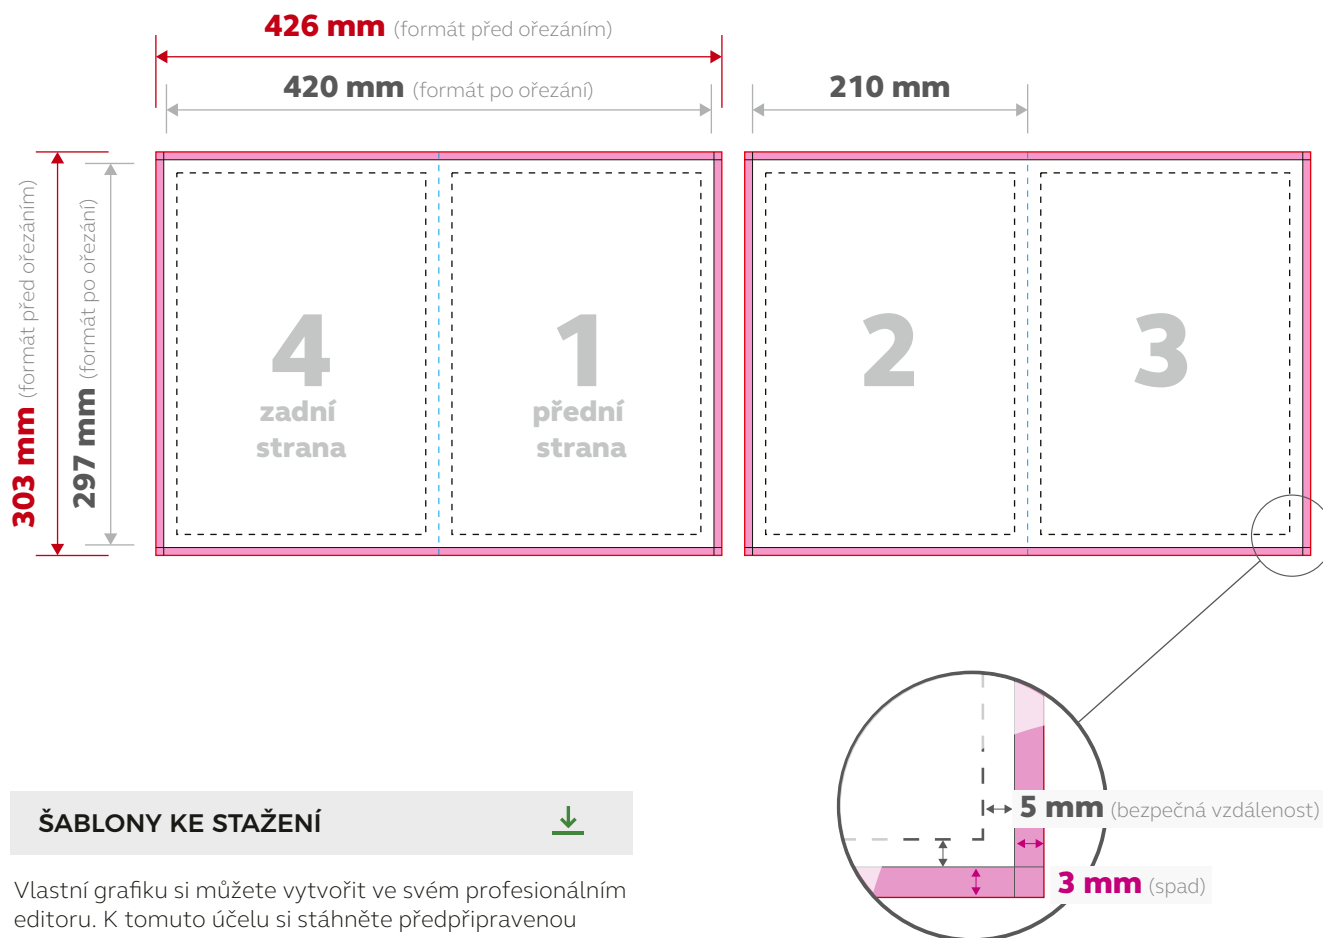 426 mm (formát před ořezáním)
420 mm (formát po ořezání)
210 mm
303 mm (formát před ořezáním)
297 mm (formát po ořezání)
4
zadní
strana
1
přední
strana
2
3
5 mm (bezpečná vzdálenost)
3 mm (spad)
ŠABLONY KE STAŽENÍ
Vlastní grafiku si můžete vytvořit ve svém profesionálním
editoru. K tomuto účelu si stáhněte předpřipravenou